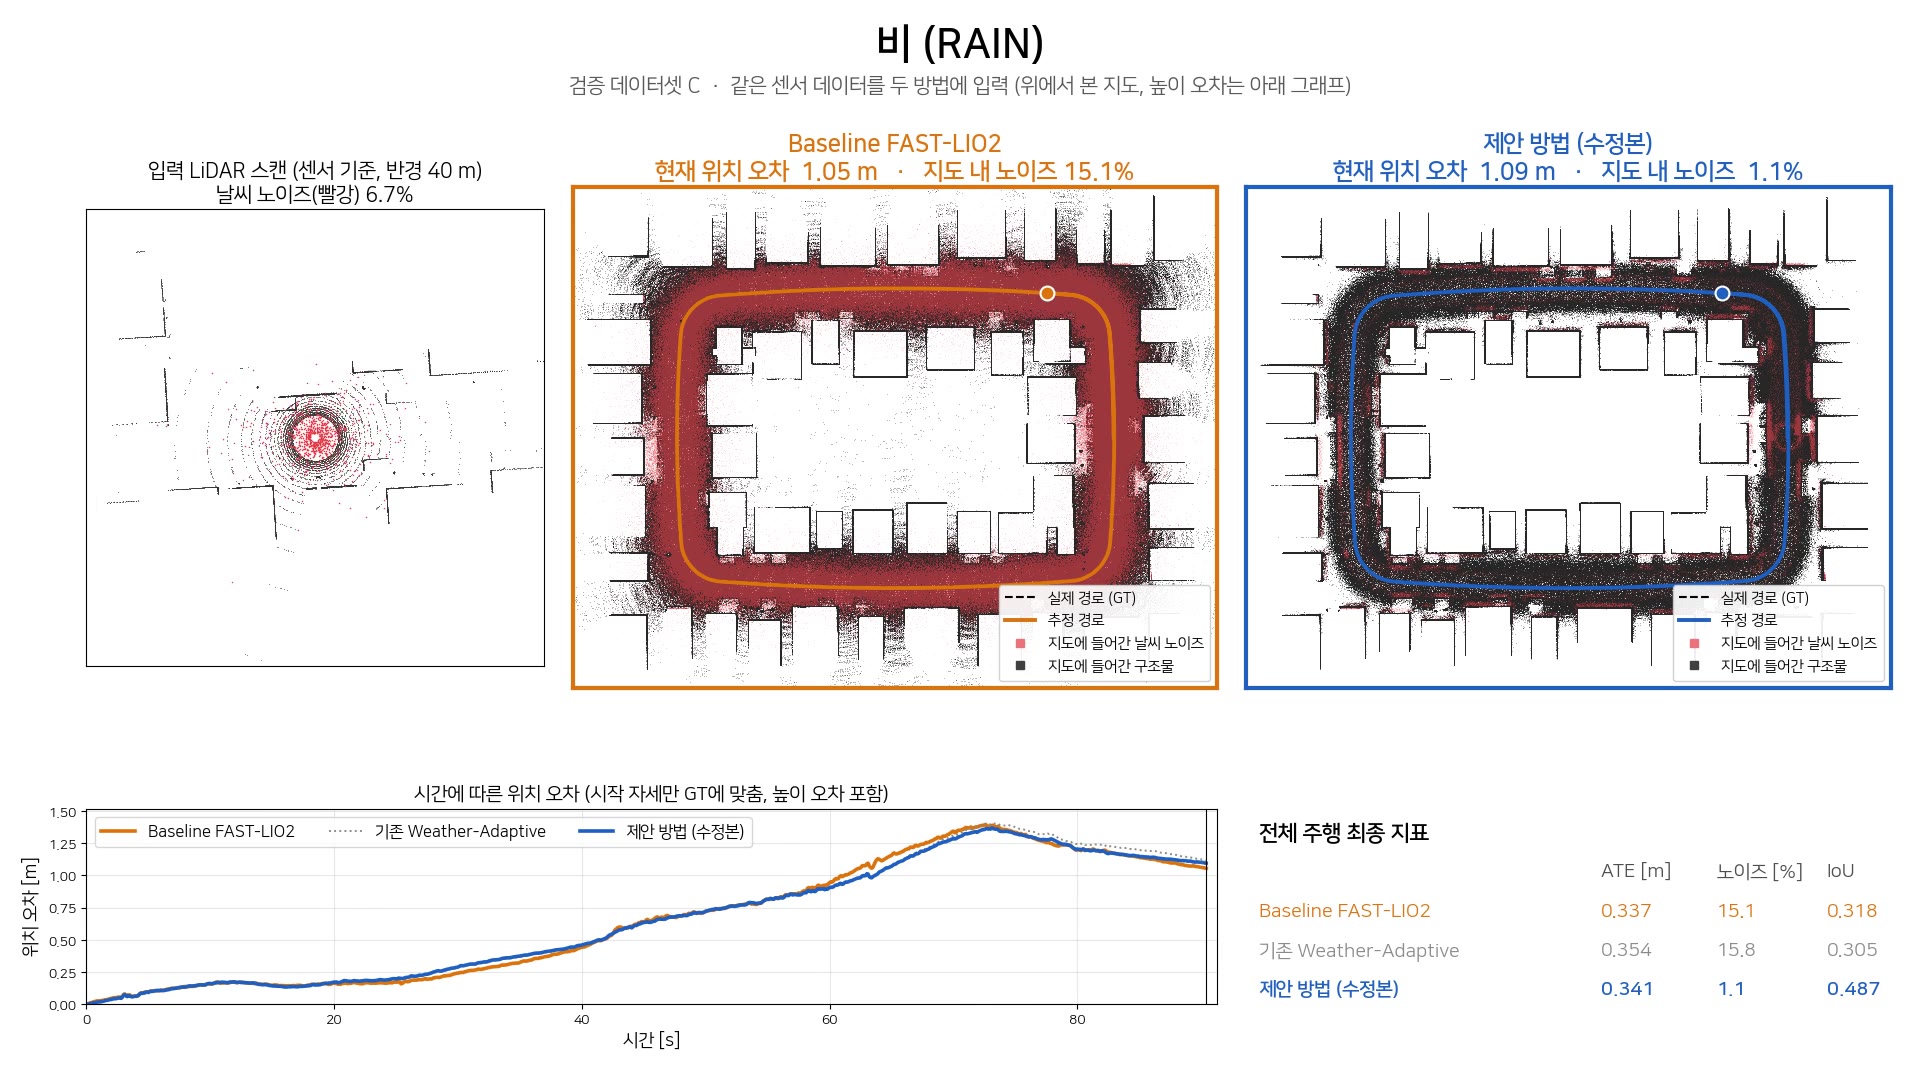 비 (RAIN)
검증 데이터셋 C · 같은 센서 데이터를 두 방법에 입력 (위에서 본 지도, 높이 오차는 아래 그래프)
입력 LiDAR 스캔 (센서 기준, 반경 40 m)
날씨 노이즈(빨강) 6.7%
Baseline FAST-LIO2
현재 위치 오차 1.05 m · 지도 내 노이즈 15.1%
실제 경로 (GT)
추정 경로
지도에 들어간 날씨 노이즈
지도에 들어간 구조물
제안 방법 (수정본)
현재 위치 오차 1.09 m · 지도 내 노이즈 1.1%
실제 경로 (GT)
추정 경로
지도에 들어간 날씨 노이즈
지도에 들어간 구조물
시간에 따른 위치 오차 (시작 자세만 GT에 맞춤, 높이 오차 포함)
Baseline FAST-LIO2 기존 Weather-Adaptive 제안 방법 (수정본)
위치 오차 [m]
1.50
1.25
1.00
0.75
0.50
0.25
0.00
0 20 40 60 80
시간 [s]
전체 주행 최종 지표
ATE [m] 노이즈 [%] IoU
Baseline FAST-LIO2 0.337 15.1 0.318
기존 Weather-Adaptive 0.354 15.8 0.305
제안 방법 (수정본) 0.341 1.1 0.487